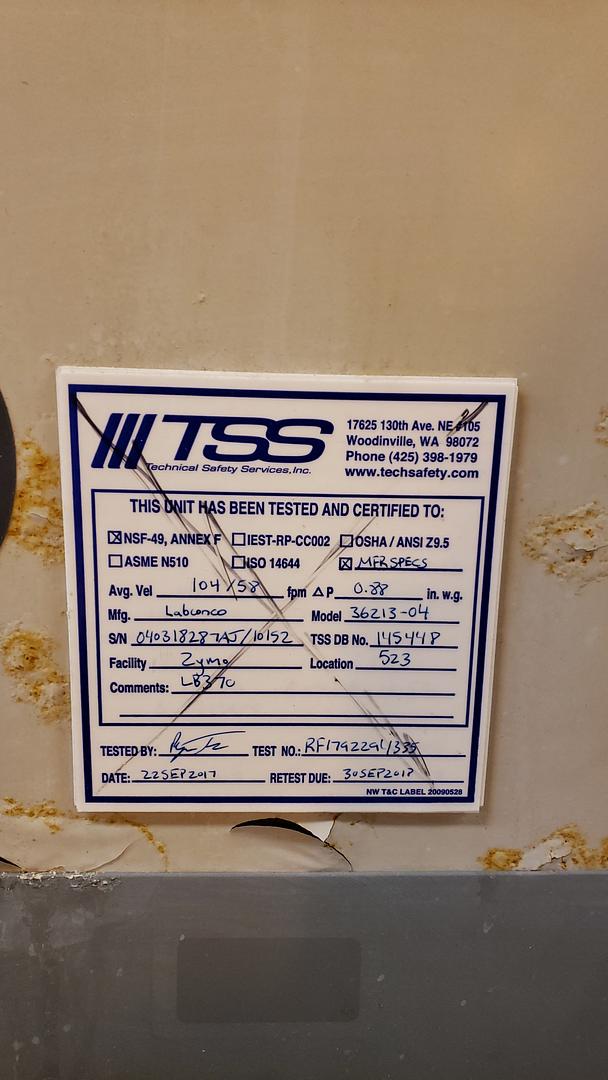 TSS
Technical Safety Services, Inc.
17625 130th Ave. NE #105
Woodinville, WA 98072
Phone (425) 398-1979
www.techsafety.com
THIS UNIT HAS BEEN TESTED AND CERTIFIED TO:
☒ NSF-49, ANNEX F ☐ IEST-RP-CC002 ☐ OSHA / ANSI Z9.5
☐ ASME N510 ☐ ISO 14644 ☒ MFR SPECS
Avg. Vel 104/58 fpm ΔP 0.88 in. w.g.
Mfg. Labconco Model 36213-04
S/N 040318287AJ/10152 TSS DB No. 145448
Facility Zymo Location 523
Comments: LB370
TESTED BY: TEST NO.: RF179229L/335
DATE: 22SEP2017 RETEST DUE: 30SEP2018
NW T&C LABEL 20090528